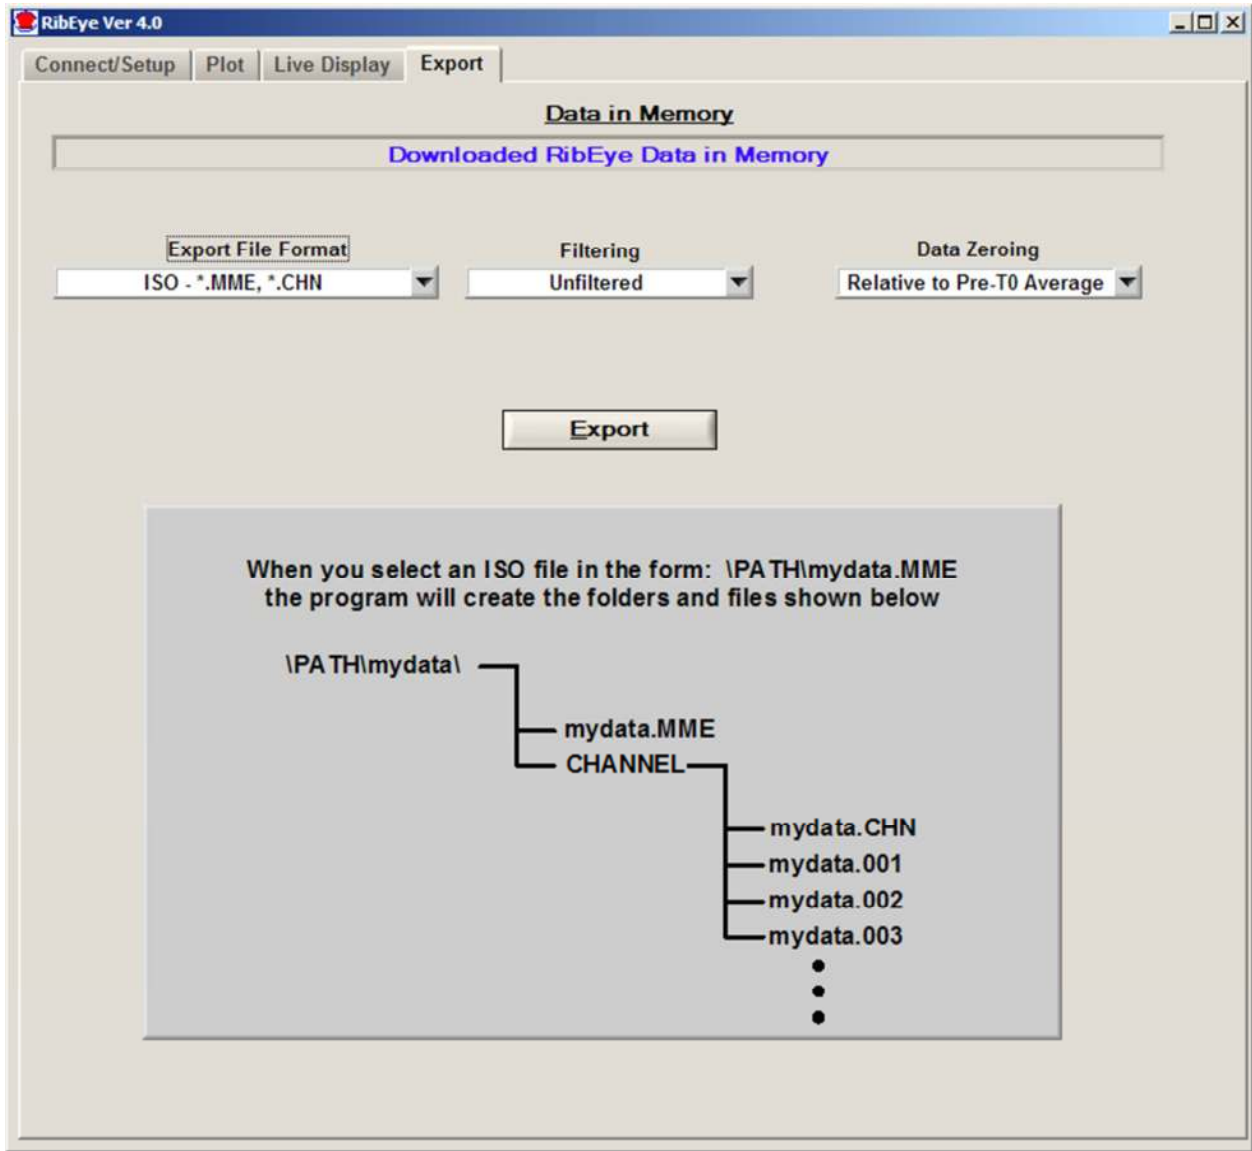 RibEye Ver 4.0
Connect/Setup Plot Live Display Export
Data in Memory
Downloaded RibEye Data in Memory
Export File Format Filtering Data Zeroing
ISO - *.MME, *.CHN Unfiltered Relative to Pre-T0 Average
Export
When you select an ISO file in the form: \PATH\mydata.MME
the program will create the folders and files shown below
\PATH\mydata\
mydata.MME
CHANNEL
mydata.CHN
mydata.001
mydata.002
mydata.003